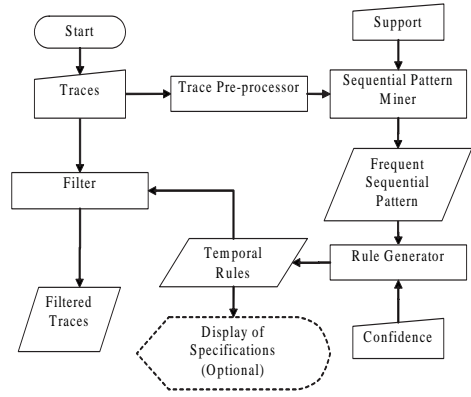 Start
Support
Traces
Trace Pre-processor
Sequential Pattern
Miner
Filter
Frequent
Sequential
Pattern
Temporal
Rules
Rule Generator
Filtered
Traces
Display of
Specifications
(Optional)
Confidence